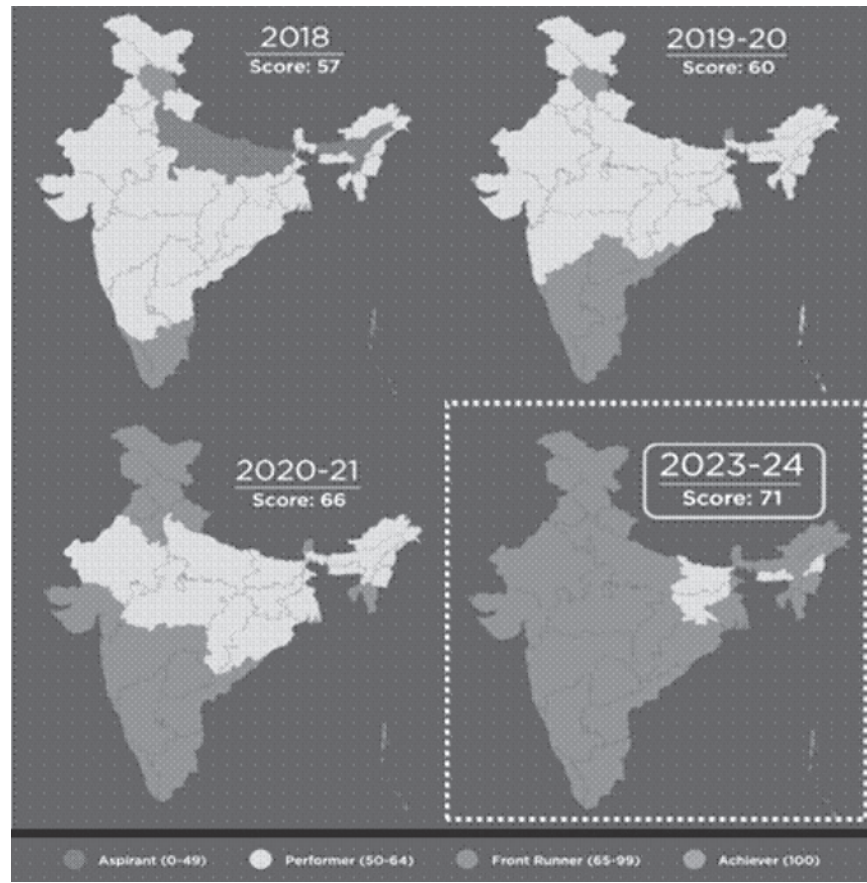 2018
Score: 57
2019-20
Score: 60
2020-21
Score: 66
2023-24
Score: 71
Aspirant (0-49) Performer (50-64) Front Runner (65-99) Achiever (100)